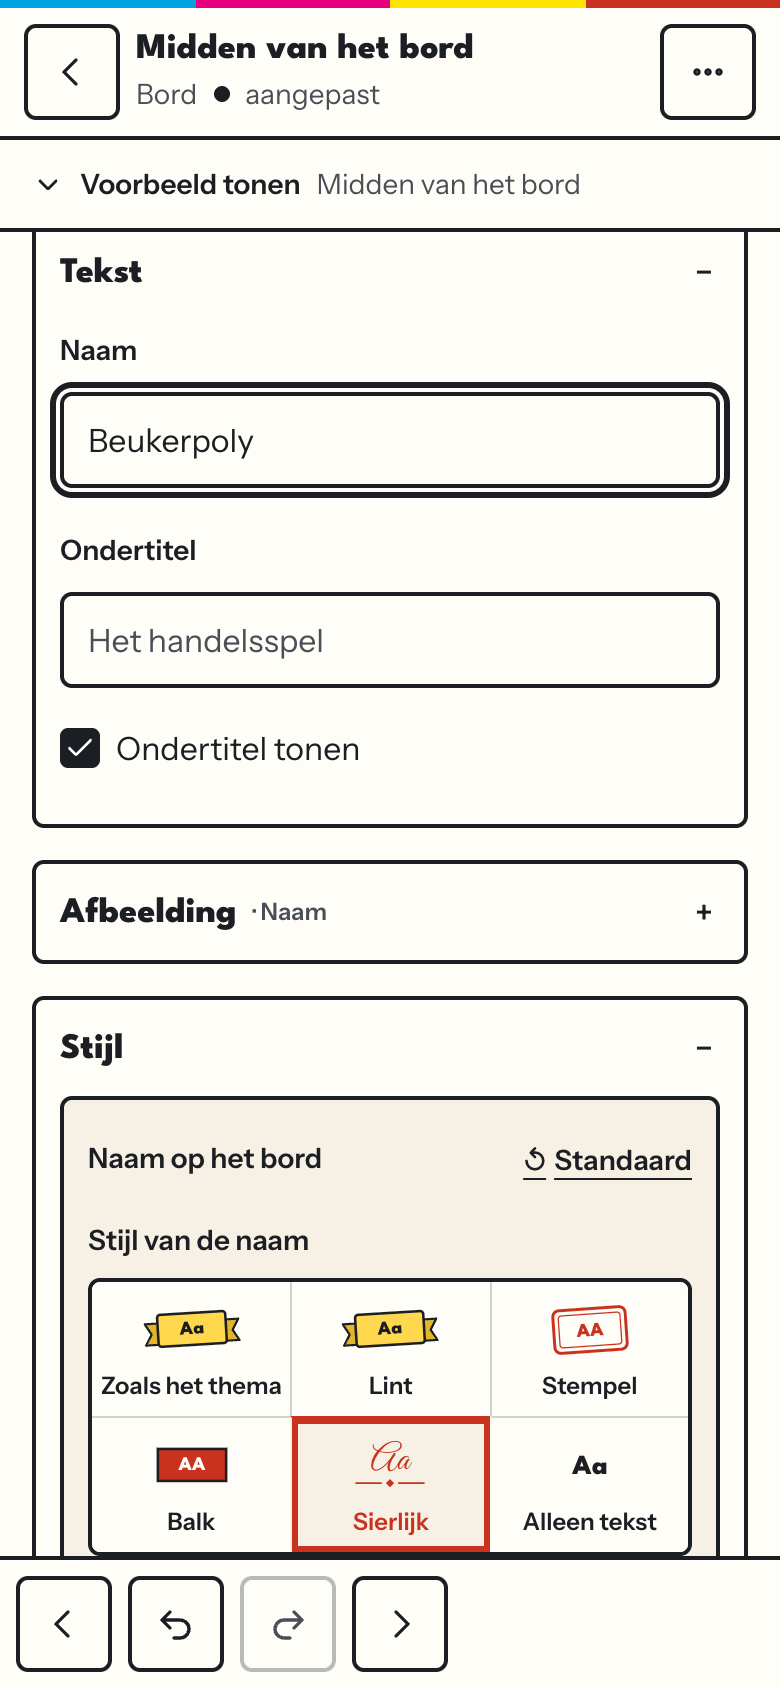 Midden van het bord
Bord ● aangepast
Voorbeeld tonen Midden van het bord
Tekst
Naam
Beukerpoly
Ondertitel
Het handelsspel
Ondertitel tonen
Afbeelding · Naam
Stijl
Naam op het bord Standaard
Stijl van de naam
Aa Aa AA
Zoals het thema Lint Stempel
AA Aa Aa
Balk Sierlijk Alleen tekst